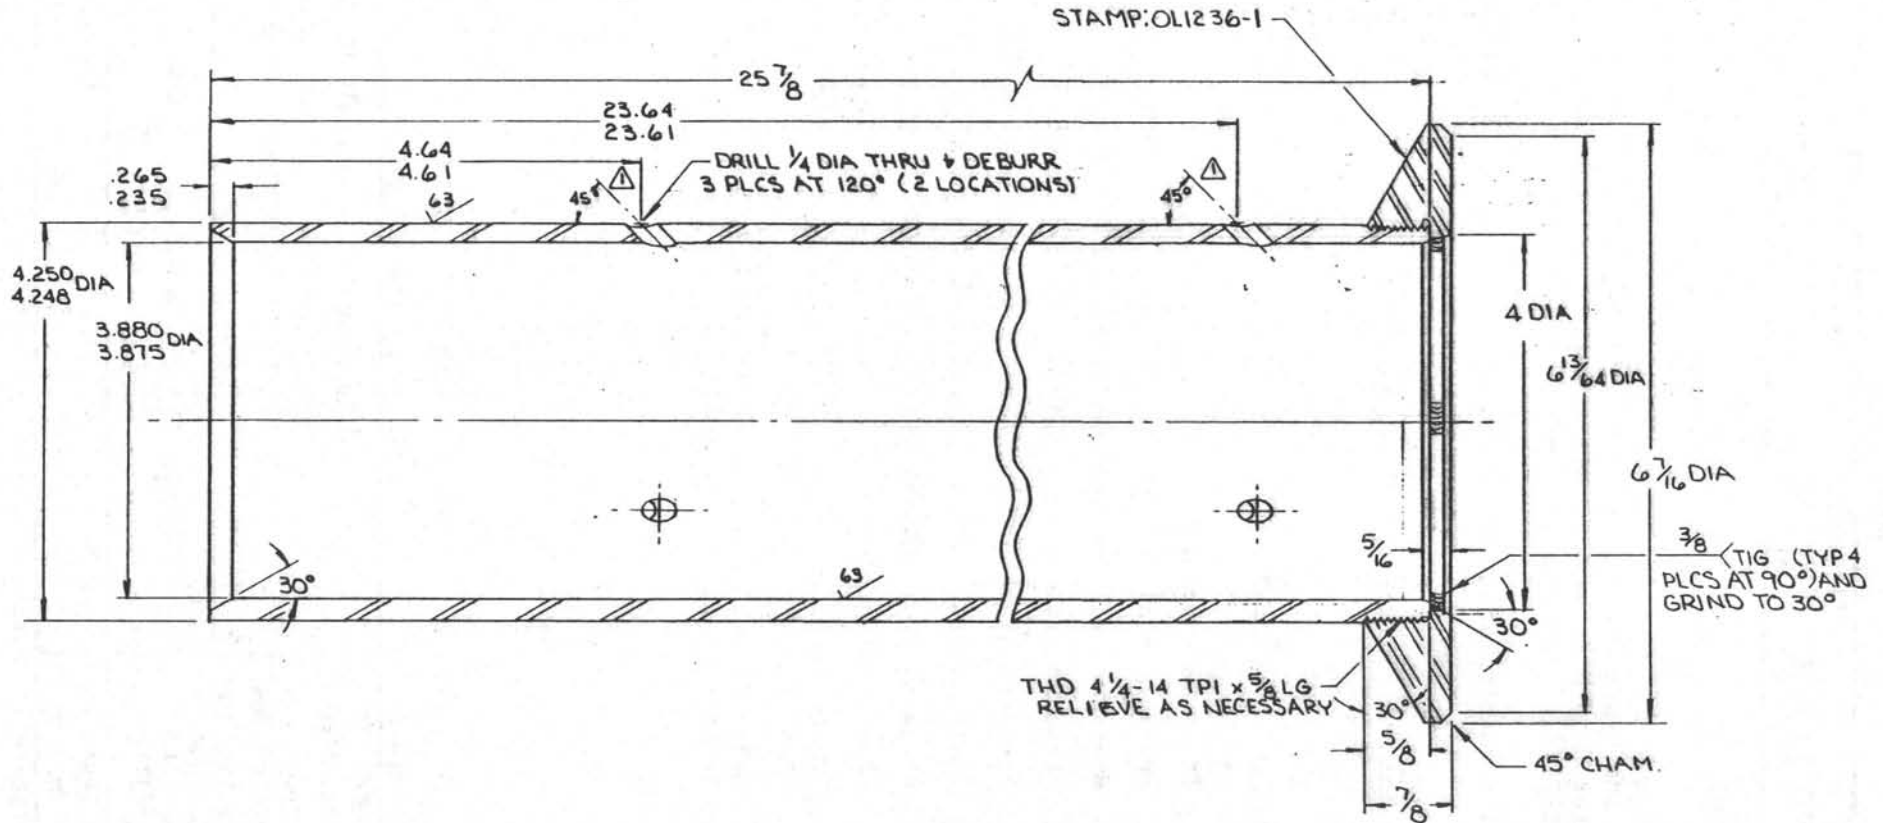 STAMP:OL1236-1
25 7/8
23.64
23.61
4.64
4.61
.265
.235
DRILL 1/4 DIA THRU & DEBURR
3 PLCS AT 120° (2 LOCATIONS)
45°
1
45°
1
63
4.250 DIA
4.248
3.880 DIA
3.875
4 DIA
6 13/64 DIA
6 7/16 DIA
30°
63
5/16
3/8
TIG (TYP 4
PLCS AT 90°) AND
GRIND TO 30°
30°
THD 4 1/4-14 TPI x 5/8 LG
RELIEVE AS NECESSARY
30°
5/8
45° CHAM.
7/8